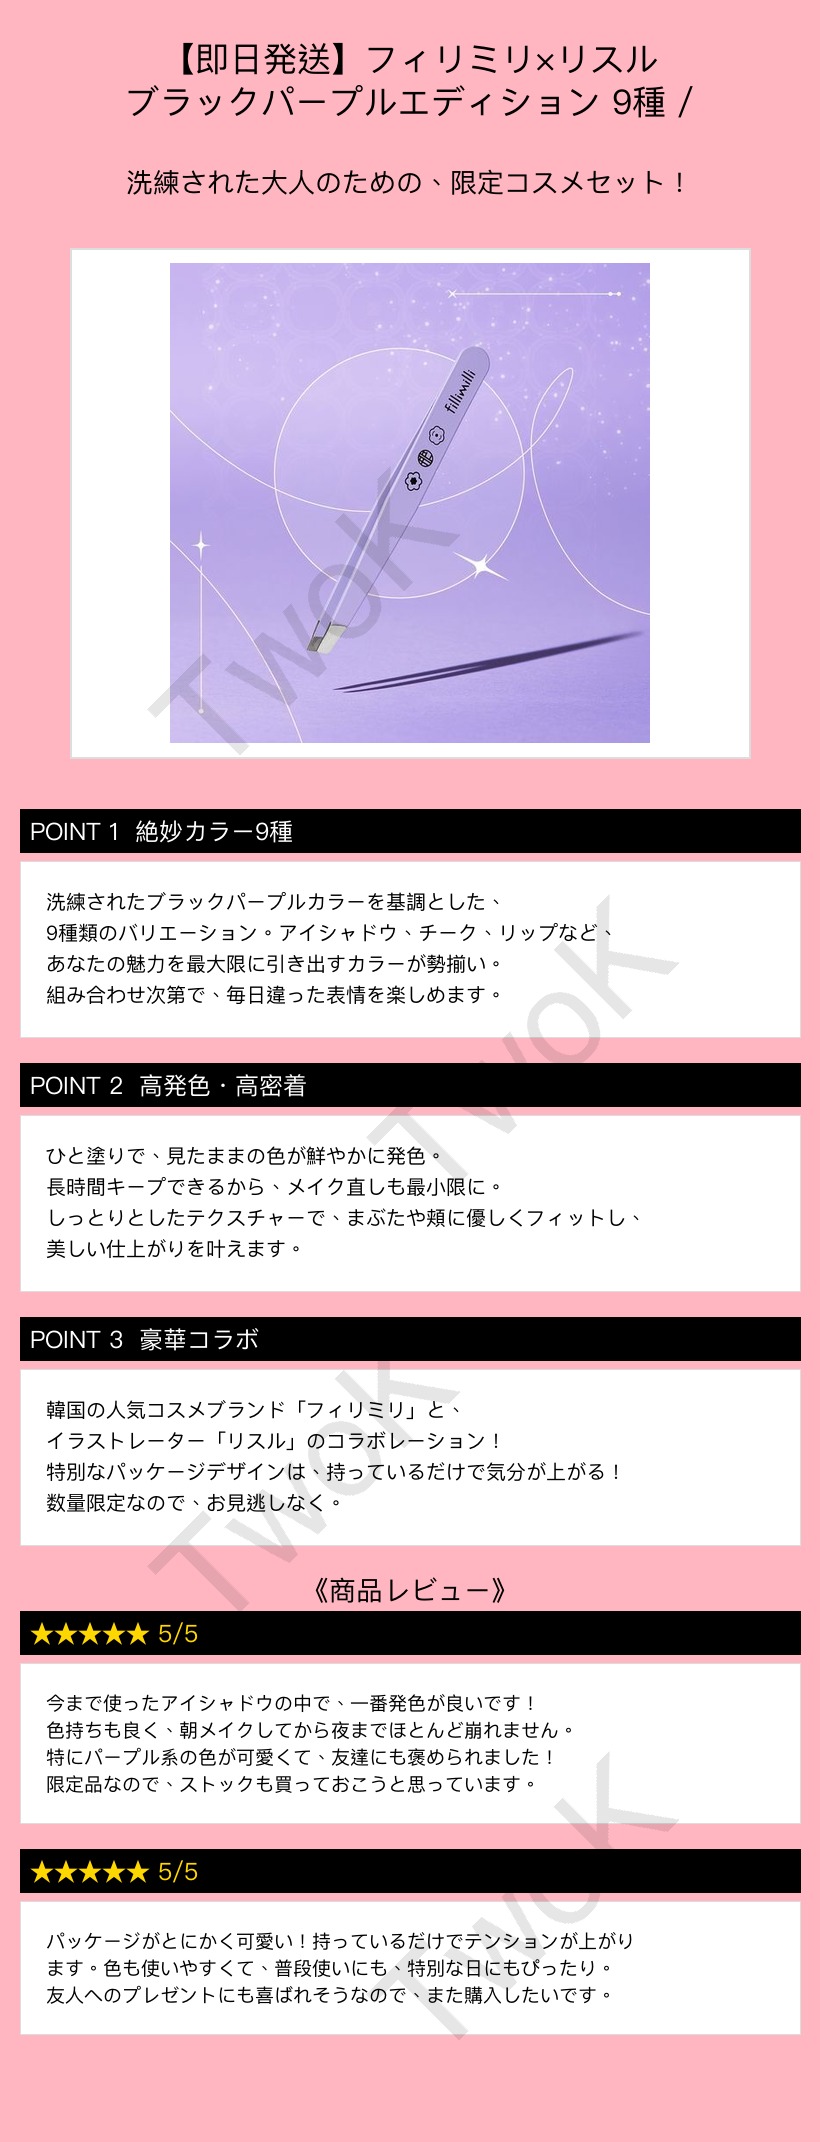 【即日発送】フィリミリ×リスル
ブラックパープルエディション 9種 /
洗練された大人のための、限定コスメセット！
fillimilli
POINT 1 絶妙カラー9種
洗練されたブラックパープルカラーを基調とした、
9種類のバリエーション。アイシャドウ、チーク、リップなど、
あなたの魅力を最大限に引き出すカラーが勢揃い。
組み合わせ次第で、毎日違った表情を楽しめます。
POINT 2 高発色・高密着
ひと塗りで、見たままの色が鮮やかに発色。
長時間キープできるから、メイク直しも最小限に。
しっとりとしたテクスチャーで、まぶたや頬に優しくフィットし、
美しい仕上がりを叶えます。
POINT 3 豪華コラボ
韓国の人気コスメブランド「フィリミリ」と、
イラストレーター「リスル」のコラボレーション！
特別なパッケージデザインは、持っているだけで気分が上がる！
数量限定なので、お見逃しなく。
《商品レビュー》
★★★★★ 5/5
今まで使ったアイシャドウの中で、一番発色が良いです！
色持ちも良く、朝メイクしてから夜までほとんど崩れません。
特にパープル系の色が可愛くて、友達にも褒められました！
限定品なので、ストックも買っておこうと思っています。
★★★★★ 5/5
パッケージがとにかく可愛い！持っているだけでテンションが上がり
ます。色も使いやすくて、普段使いにも、特別な日にもぴったり。
友人へのプレゼントにも喜ばれそうなので、また購入したいです。
TwoK
TwoK
TwoK
TwoK